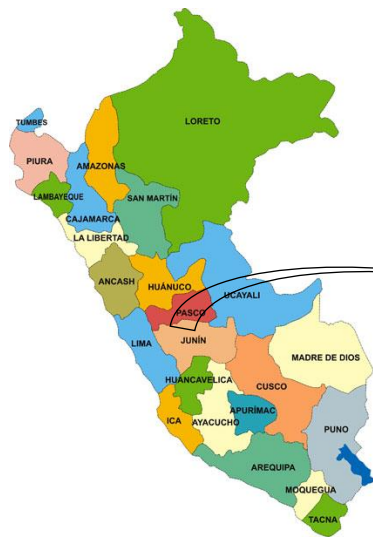 LORETO
TUMBES
PIURA
AMAZONAS
LAMBAYEQUE
SAN MARTÍN
CAJAMARCA
LA LIBERTAD
ANCASH
HUÁNUCO
UCAYALI
PASCO
LIMA
JUNÍN
MADRE DE DIOS
HUANCAVELICA
CUSCO
ICA
AYACUCHO
APURÍMAC
PUNO
AREQUIPA
MOQUEGUA
TACNA